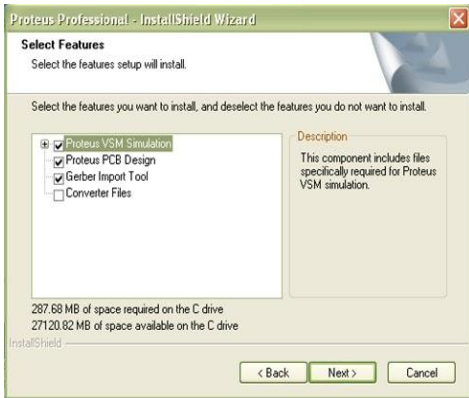 Proteus Professional - InstallShield Wizard
Select Features
Select the features setup will install.
Select the features you want to install, and deselect the features you do not want to install.
Proteus VSM Simulation
Proteus PCB Design
Gerber Import Tool
Converter Files
Description
This component includes files
specifically required for Proteus
VSM simulation.
287.68 MB of space required on the C drive
27120.82 MB of space available on the C drive
InstallShield
< Back
Next >
Cancel